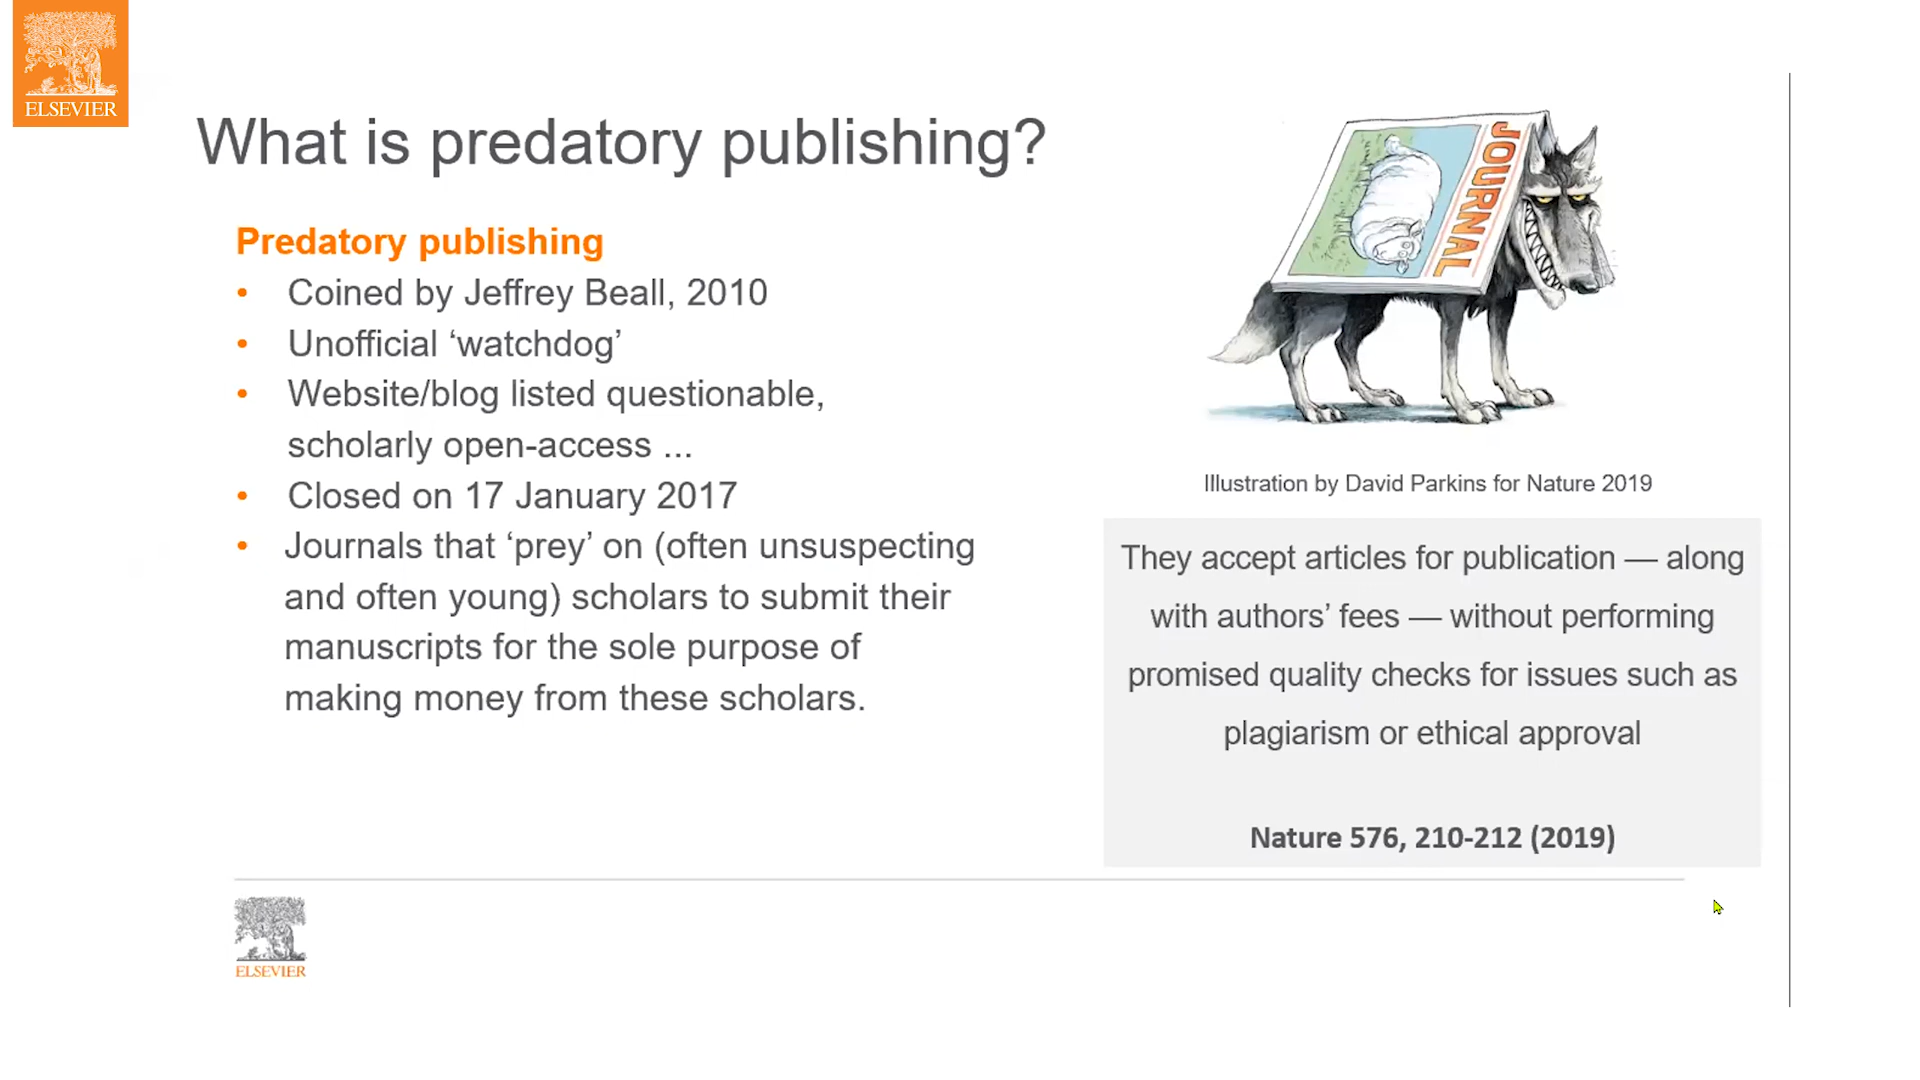 ELSEVIER
What is predatory publishing?
Predatory publishing
• Coined by Jeffrey Beall, 2010
• Unofficial ‘watchdog’
• Website/blog listed questionable,
scholarly open-access ...
• Closed on 17 January 2017
• Journals that ‘prey’ on (often unsuspecting
and often young) scholars to submit their
manuscripts for the sole purpose of
making money from these scholars.
JOURNAL
Illustration by David Parkins for Nature 2019
They accept articles for publication — along
with authors’ fees — without performing
promised quality checks for issues such as
plagiarism or ethical approval
Nature 576, 210-212 (2019)
ELSEVIER